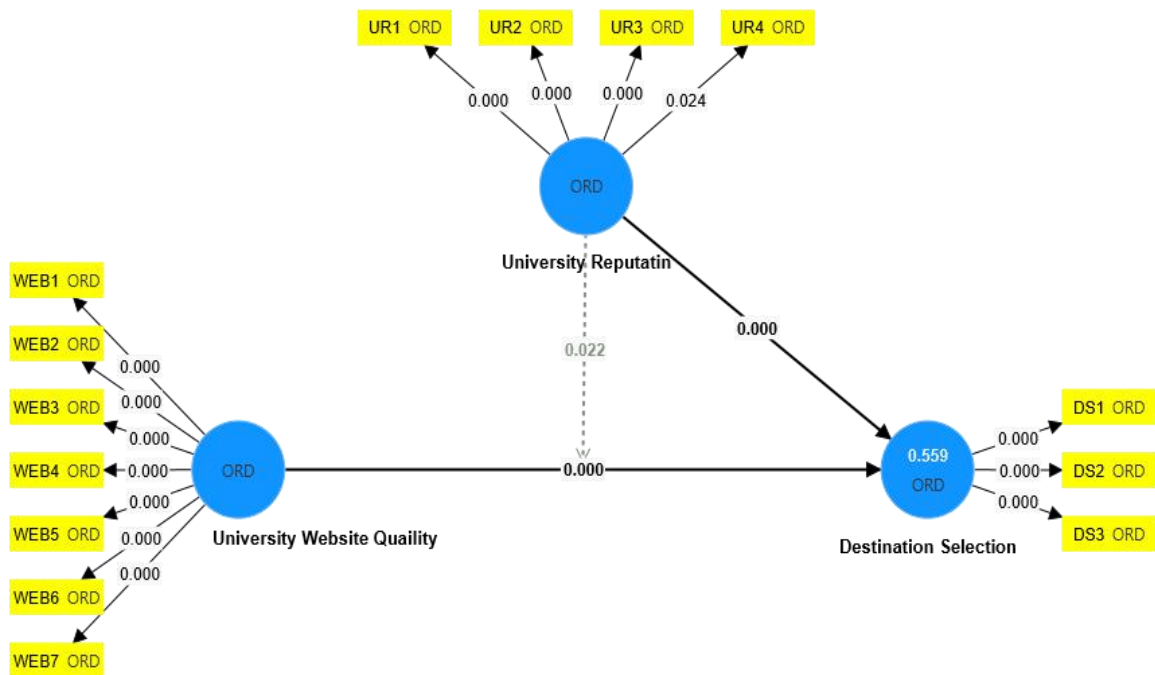 UR1 ORD
UR2 ORD
UR3 ORD
UR4 ORD
0.000
0.000
0.000
0.024
ORD
University Reputatin
0.022
0.000
WEB1 ORD
WEB2 ORD
WEB3 ORD
WEB4 ORD
WEB5 ORD
WEB6 ORD
WEB7 ORD
0.000
0.000
0.000
0.000
0.000
0.000
0.000
ORD
University Website Quaility
0.000
0.559
ORD
Destination Selection
0.000
0.000
0.000
DS1 ORD
DS2 ORD
DS3 ORD